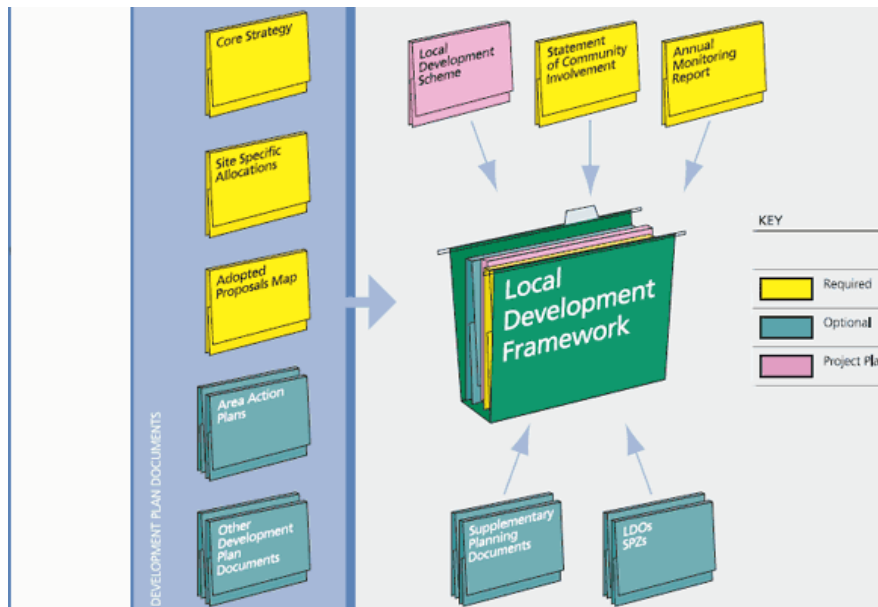 Core Strategy
Site Specific
Allocations
Adopted
Proposals Map
Area Action
Plans
Other
Development
Plan
Documents
DEVELOPMENT PLAN DOCUMENTS
Local
Development
Scheme
Statement
of Community
Involvement
Annual
Monitoring
Report
Local
Development
Framework
Supplementary
Planning
Documents
LDOs
SPZs
KEY
Required
Optional
Project Pla